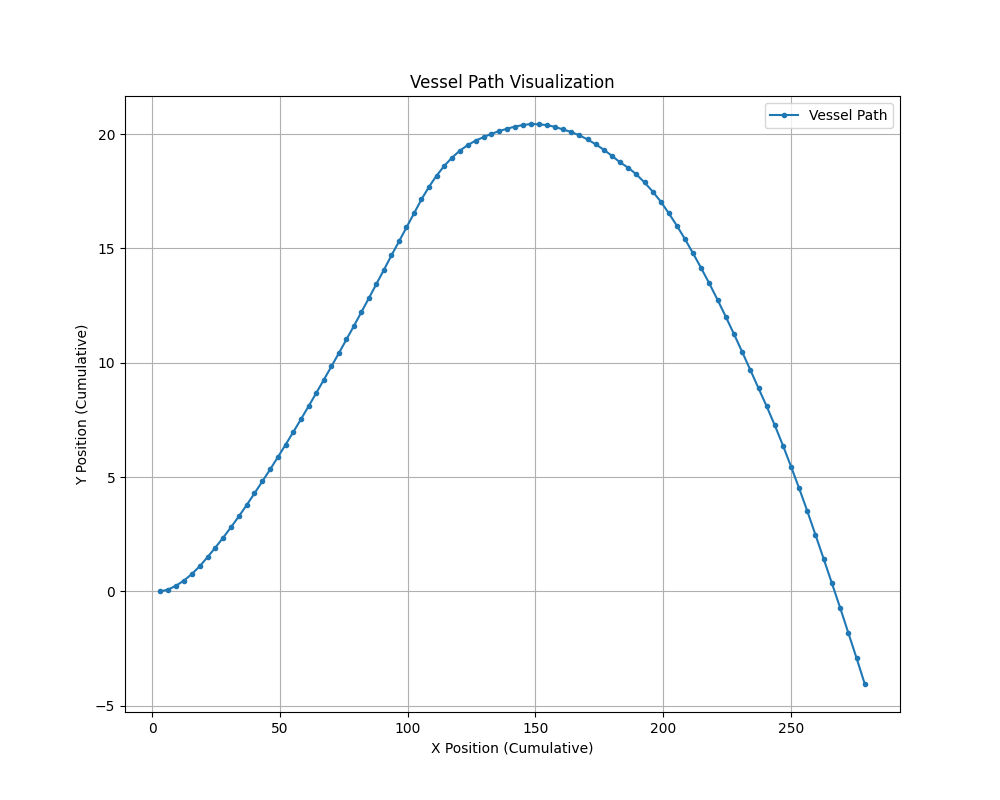 Vessel Path Visualization
Vessel Path
Y Position (Cumulative)
20
15
10
5
0
−5
0 50 100 150 200 250
X Position (Cumulative)